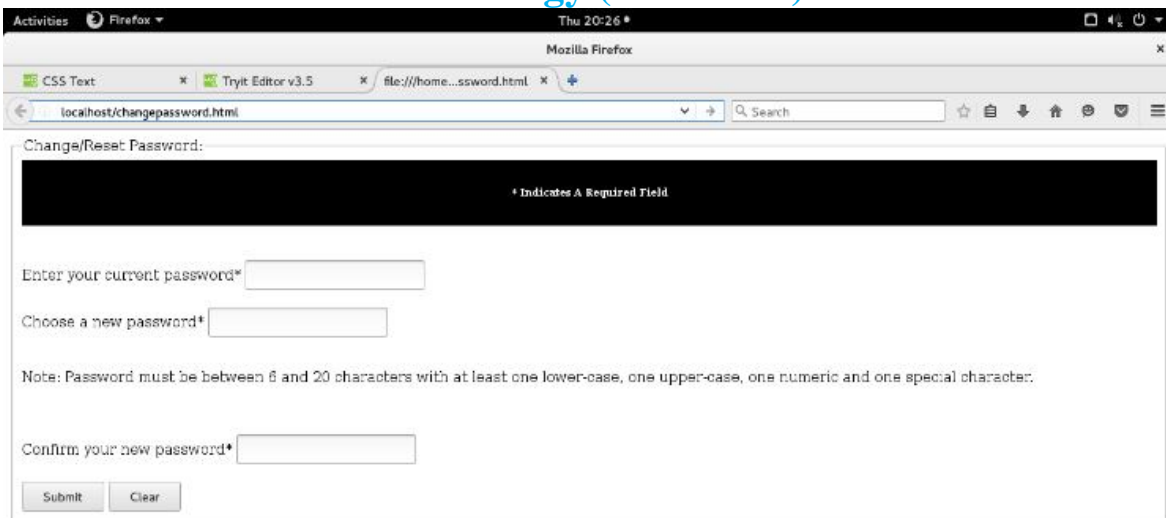 Activities Firefox Thu 20:26
Mozilla Firefox
CSS Text Tryit Editor v3.5 file:///home...ssword.html
localhost/changepassword.html Search
Change/Reset Password:
* Indicates A Required Field
Enter your current password*
Choose a new password*
Note: Password must be between 6 and 20 characters with at least one lower-case, one upper-case, one numeric and one special character.
Confirm your new password*
Submit Clear